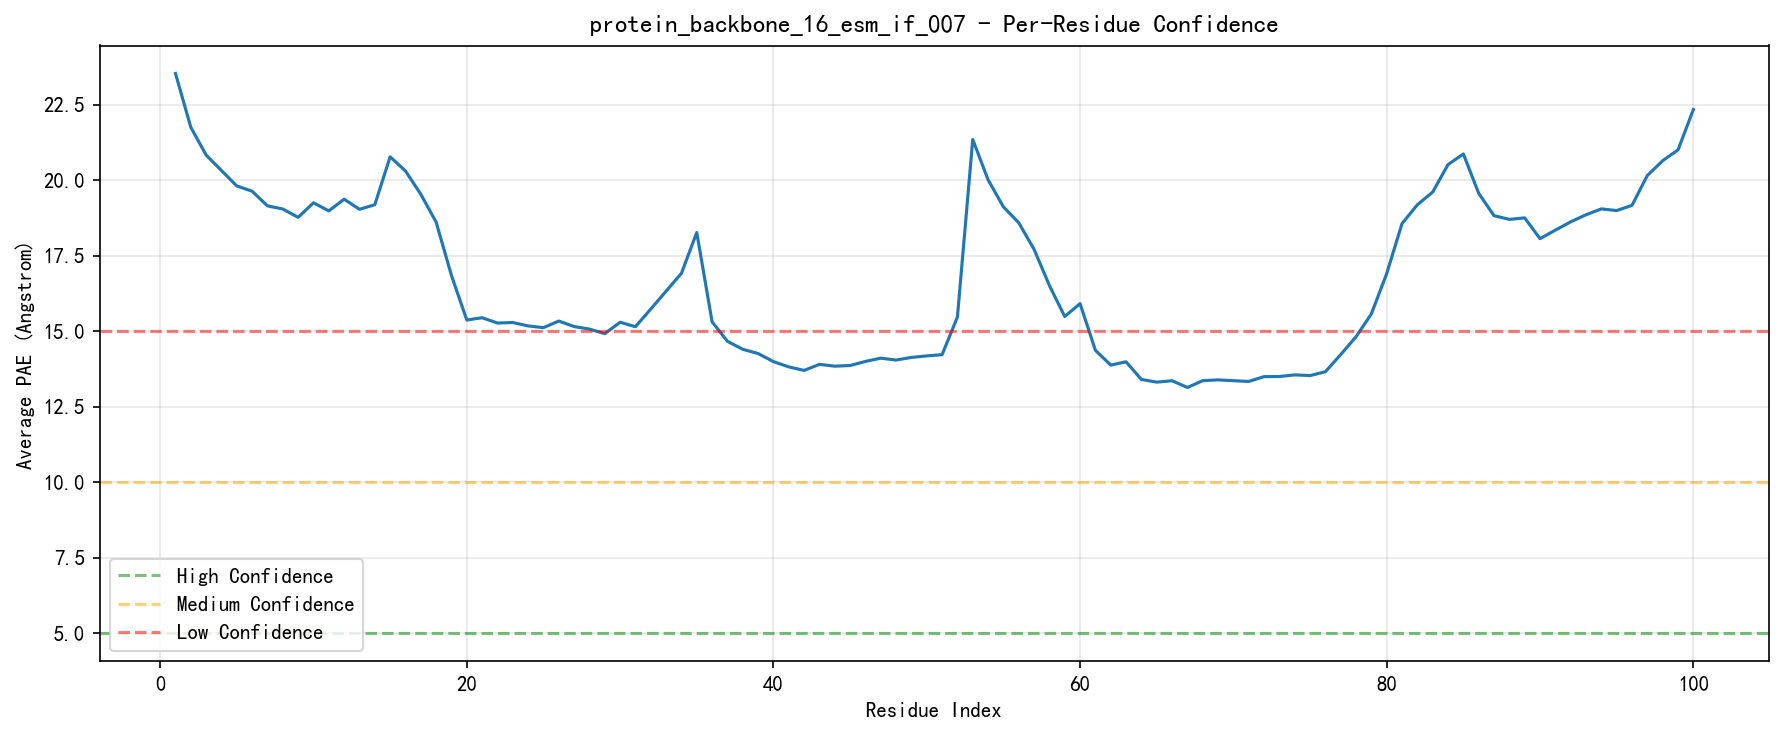 protein_backbone_16_esm_if_007 - Per-Residue Confidence
Average PAE (Angstrom)
22.5
20.0
17.5
15.0
12.5
10.0
7.5
5.0
High Confidence
Medium Confidence
Low Confidence
0
20
40
60
80
100
Residue Index